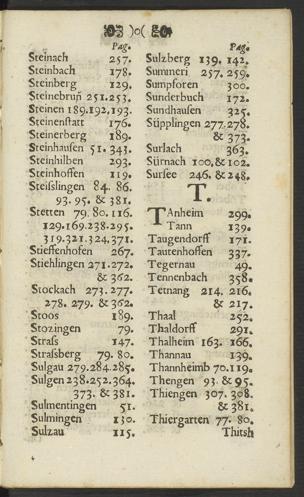 )o(
Pag.
Steinach 257.
Steinbach 178.
Steinberg 129.
Steinebruñ 251.253.
Steinen 189.192.193.
Steinenstatt 176.
Steinerberg 189.
Steinhausen 51. 343.
Steinhilben 293.
Steinhoffen 119.
Steisslingen 84. 86.
93. 95. & 381.
Stetten 79. 80. 116.
129.169.238.295.
319.321.324.371.
Stieffenhofen 267.
Stiehlingen 271.272.
& 362.
Stockach 273.277.
278. 279. & 362.
Stoos 189.
Stozingen 79.
Strass 147.
Strassberg 79. 80.
Sulgau 279.284.285.
Sulgen 238.252.364.
373. & 381.
Sulmentingen 51.
Sulmingen 130.
Sulzau 115.
Pag.
Sulzberg 139. 142.
Summeri 257. 259.
Sumpforen 300.
Sunderbuch 172.
Sundhausen 325.
Süpplingen 277.278.
& 373.
Surlach 363.
Sürnach 100.&102.
Sursee 246. & 248.
T.
TAnheim 299.
Tann 139.
Taugendorff 171.
Tautenhoffen 337.
Tegernau 49.
Tennenbach 358.
Tetnang 214. 216.
& 217.
Thaal 252.
Thaldorff 291.
Thalheim 163. 166.
Thannau 139.
Thannheimb 70.119.
Thengen 93. & 95.
Thiengen 307. 308.
& 381.
Thiergarten 77. 80.
Thitsh